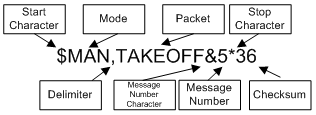 Start
Character
Mode
Packet
Stop
Character
$MAN,TAKEOFF&5*36
Delimiter
Message
Number
Character
Message
Number
Checksum